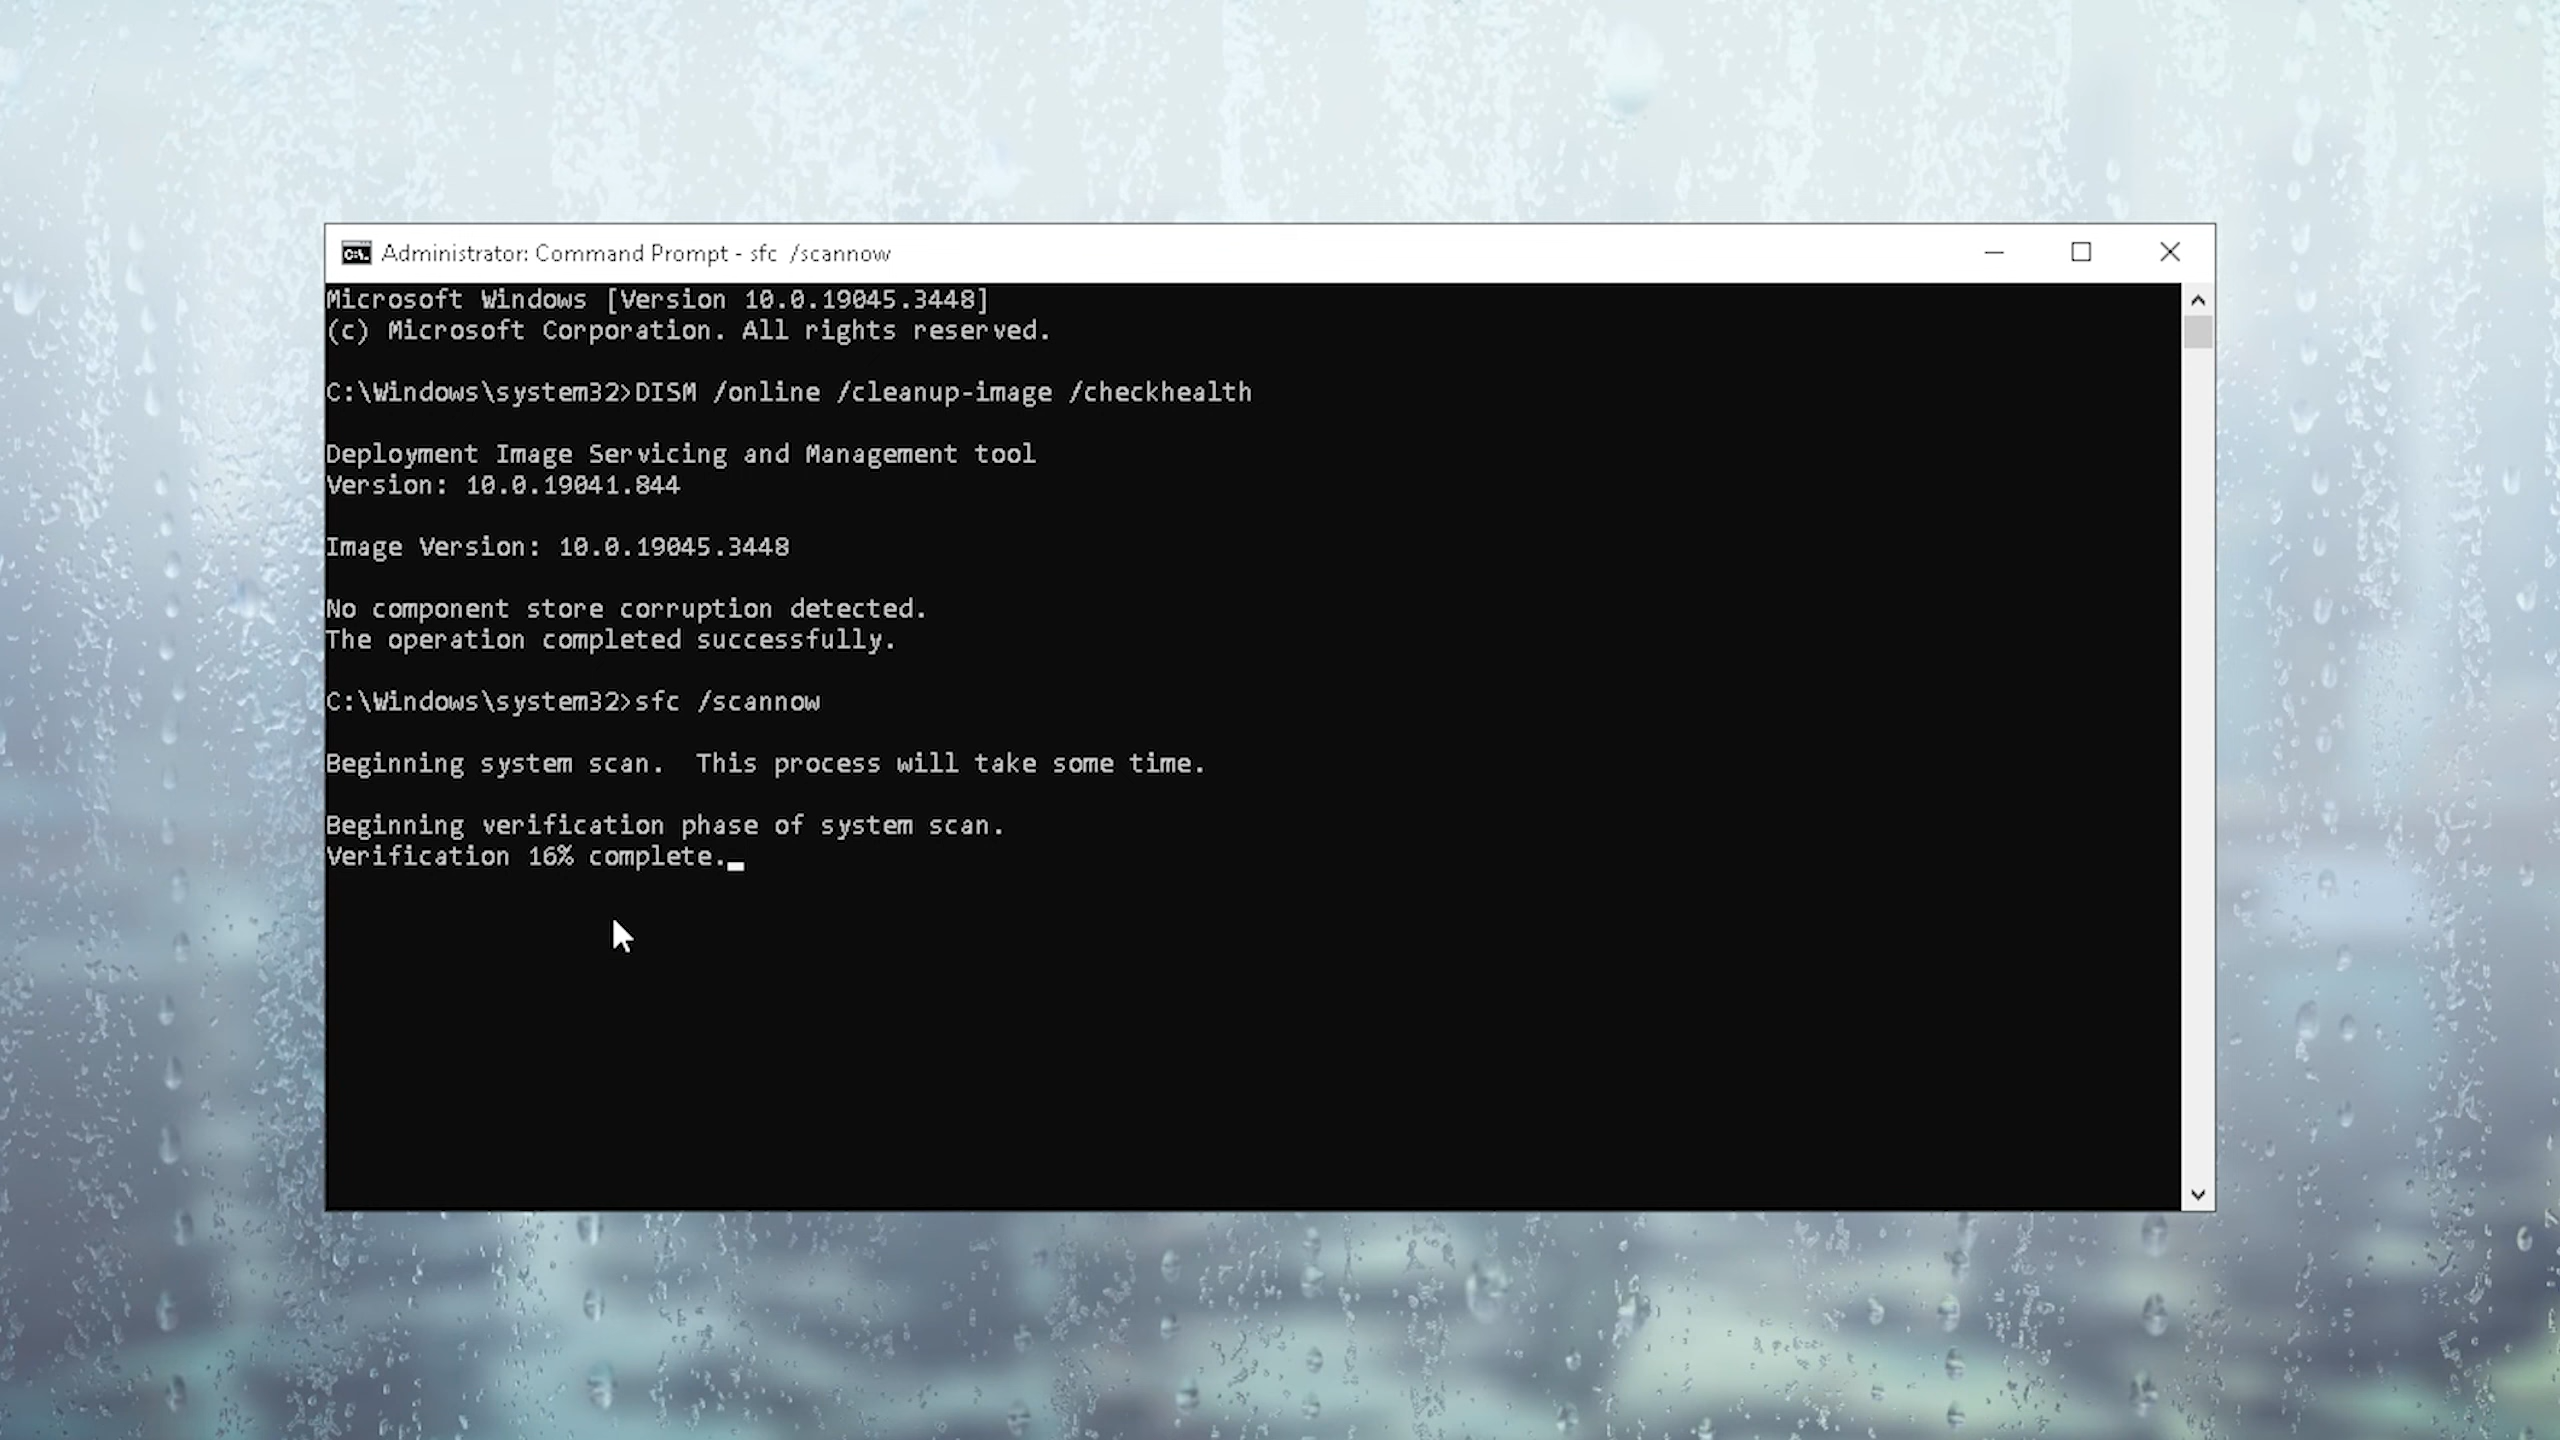 Administrator: Command Prompt - sfc  /scannow
Microsoft Windows [Version 10.0.19045.3448]
(c) Microsoft Corporation. All rights reserved.
C:\Windows\system32>DISM /online /cleanup-image /checkhealth
Deployment Image Servicing and Management tool
Version: 10.0.19041.844
Image Version: 10.0.19045.3448
No component store corruption detected.
The operation completed successfully.
C:\Windows\system32>sfc /scannow
Beginning system scan.  This process will take some time.
Beginning verification phase of system scan.
Verification 16% complete.